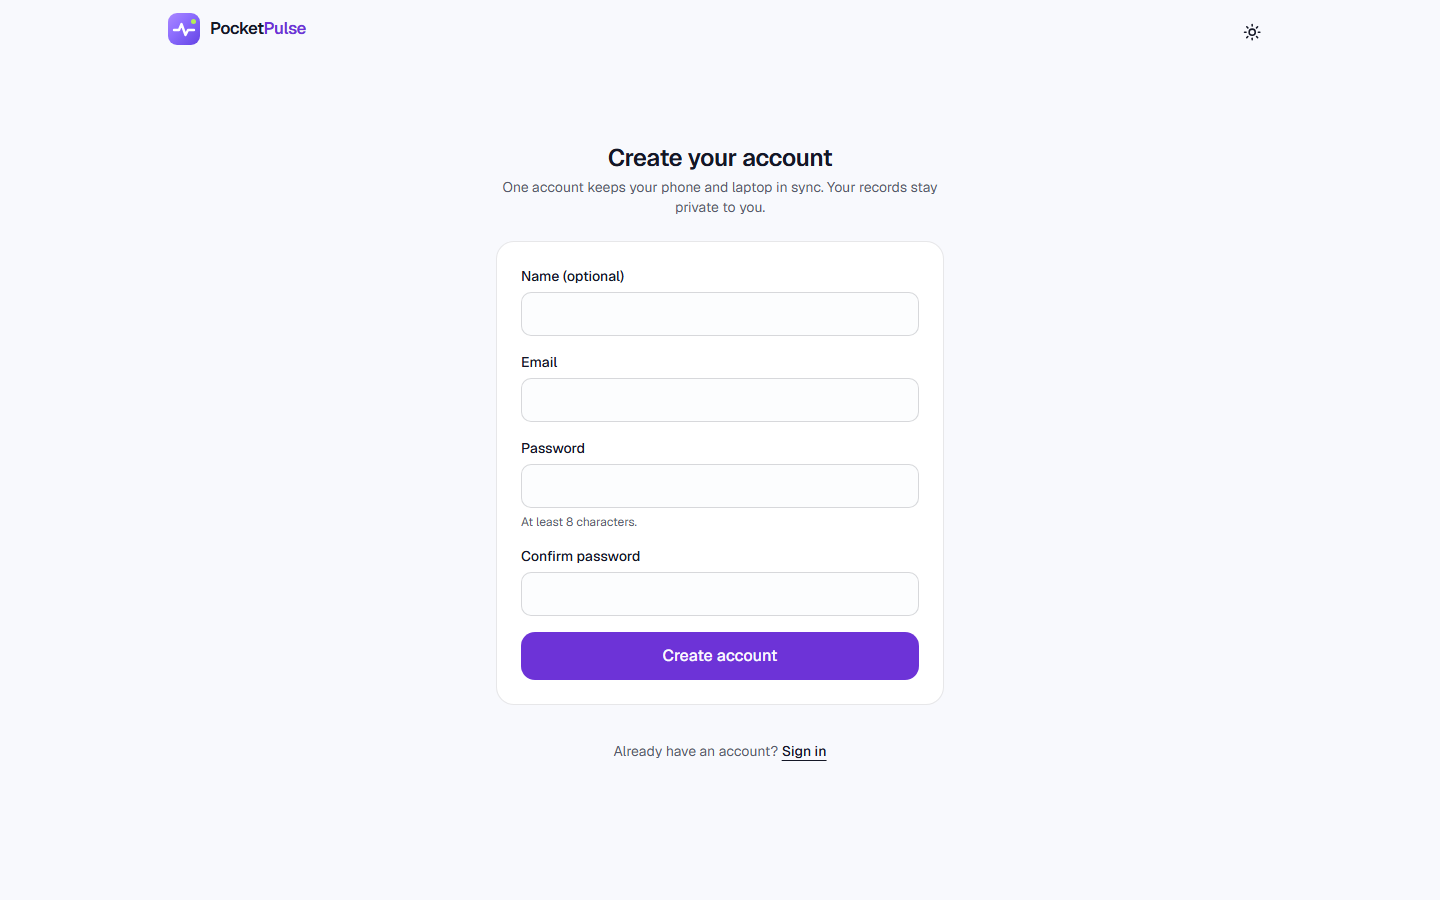 PocketPulse
Create your account
One account keeps your phone and laptop in sync. Your records stay
private to you.
Name (optional)
Email
Password
At least 8 characters.
Confirm password
Create account
Already have an account? Sign in